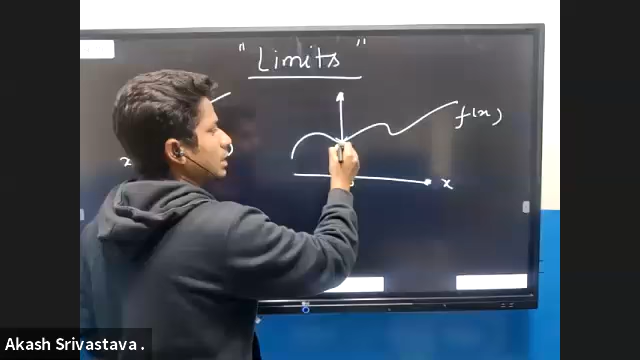 "Limits"
f(x)
x
Akash Srivastava .